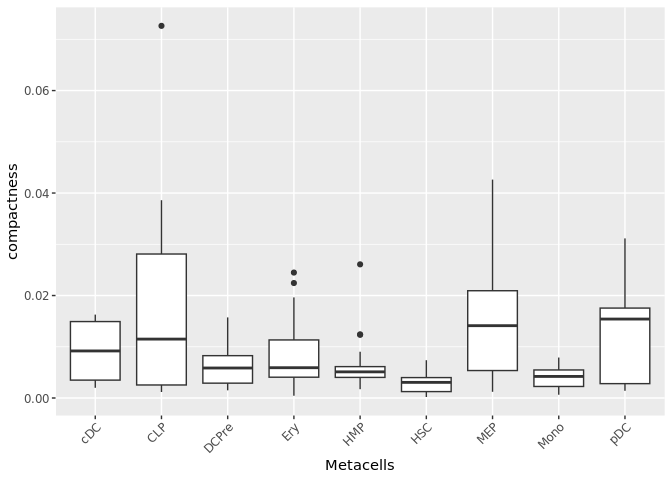 compactness
0.06
0.04
0.02
0.00
cDC
CLP
DCPre
Ery
HMP
HSC
MEP
Mono
pDC
Metacells